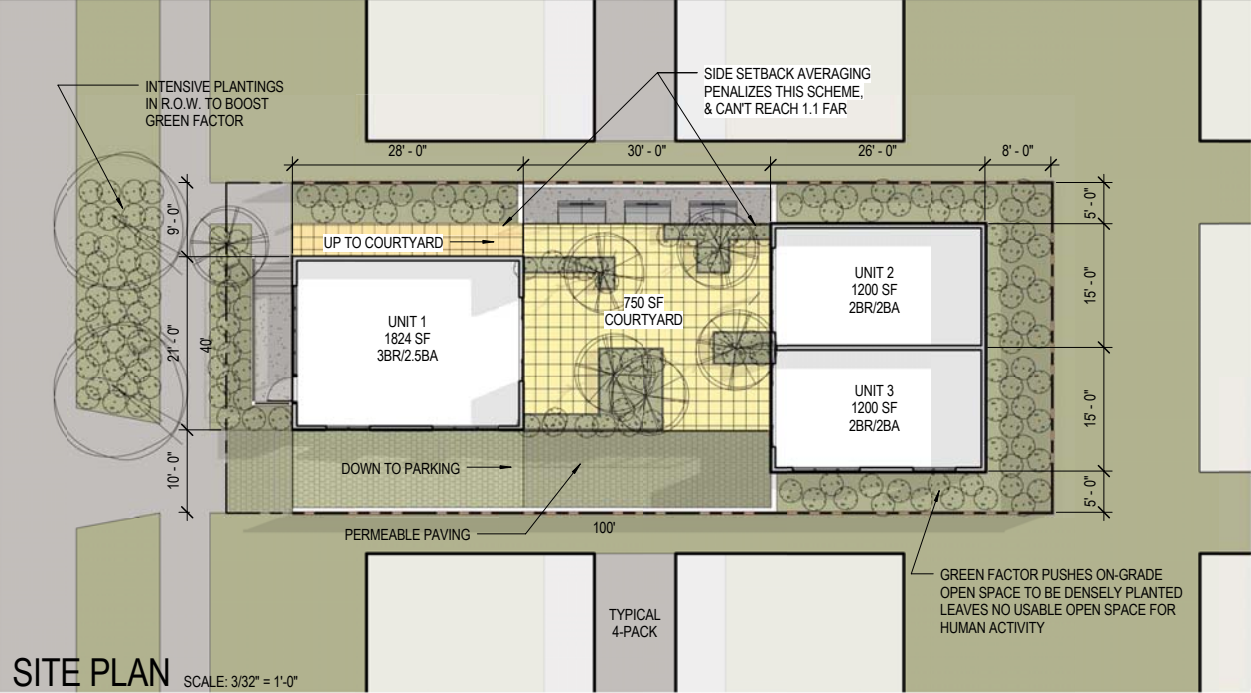 INTENSIVE PLANTINGS
IN R.O.W. TO BOOST
GREEN FACTOR
SIDE SETBACK AVERAGING
PENALIZES THIS SCHEME,
& CAN'T REACH 1.1 FAR
28' - 0"
30' - 0"
26' - 0"
8' - 0"
9' - 0"
21' - 0"
10' - 0"
40'
5' - 0"
15' - 0"
15' - 0"
5' - 0"
UP TO COURTYARD
UNIT 1
1824 SF
3BR/2.5BA
750 SF
COURTYARD
UNIT 2
1200 SF
2BR/2BA
UNIT 3
1200 SF
2BR/2BA
DOWN TO PARKING
PERMEABLE PAVING
100'
GREEN FACTOR PUSHES ON-GRADE
OPEN SPACE TO BE DENSELY PLANTED
LEAVES NO USABLE OPEN SPACE FOR
HUMAN ACTIVITY
TYPICAL
4-PACK
SITE PLAN SCALE: 3/32" = 1'-0"